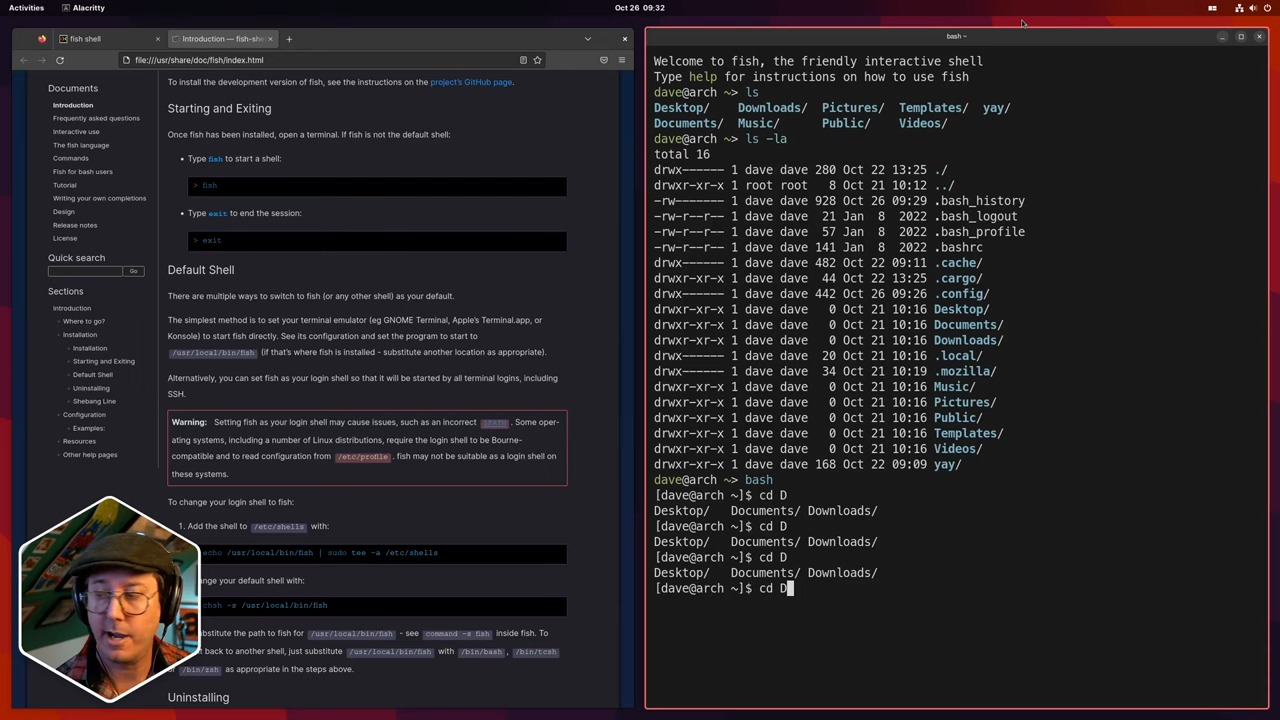 Activities
Alacritty
Oct 26 09:32
fish shell
Introduction — fish-she
file:///usr/share/doc/fish/index.html
Documents
Introduction
Frequently asked questions
Interactive use
The fish language
Commands
Fish for bash users
Tutorial
Writing your own completions
Design
Release notes
License
Quick search
Go
Sections
Introduction
Where to go?
Installation
Installation
Starting and Exiting
Default Shell
Uninstalling
Shebang Line
Configuration
Examples:
Resources
Other help pages
To install the development version of fish, see the instructions on the project's GitHub page.
Starting and Exiting
Once fish has been installed, open a terminal. If fish is not the default shell:
• Type fish to start a shell:
> fish
• Type exit to end the session:
> exit
Default Shell
There are multiple ways to switch to fish (or any other shell) as your default.
The simplest method is to set your terminal emulator (eg GNOME Terminal, Apple's Terminal.app, or
Konsole) to start fish directly. See its configuration and set the program to start to
/usr/local/bin/fish (if that's where fish is installed - substitute another location as appropriate).
Alternatively, you can set fish as your login shell so that it will be started by all terminal logins, including
SSH.
Warning: Setting fish as your login shell may cause issues, such as an incorrect $PATH. Some oper-
ating systems, including a number of Linux distributions, require the login shell to be Bourne-
compatible and to read configuration from /etc/profile. fish may not be suitable as a login shell on
these systems.
To change your login shell to fish:
1. Add the shell to /etc/shells with:
echo /usr/local/bin/fish | sudo tee -a /etc/shells
ange your default shell with:
chsh -s /usr/local/bin/fish
ubstitute the path to fish for /usr/local/bin/fish - see command -s fish inside fish. To
back to another shell, just substitute /usr/local/bin/fish with /bin/bash, /bin/tcsh
or /bin/zsh as appropriate in the steps above.
Uninstalling
bash ~
Welcome to fish, the friendly interactive shell
Type help for instructions on how to use fish
dave@arch ~> ls
Desktop/ Downloads/ Pictures/ Templates/ yay/
Documents/ Music/ Public/ Videos/
dave@arch ~> ls -la
total 16
drwx------ 1 dave dave 280 Oct 22 13:25 ./
drwxr-xr-x 1 root root 8 Oct 21 10:12 ../
-rw------- 1 dave dave 928 Oct 26 09:29 .bash_history
-rw-r--r-- 1 dave dave 21 Jan 8 2022 .bash_logout
-rw-r--r-- 1 dave dave 57 Jan 8 2022 .bash_profile
-rw-r--r-- 1 dave dave 141 Jan 8 2022 .bashrc
drwx------ 1 dave dave 482 Oct 22 09:11 .cache/
drwxr-xr-x 1 dave dave 44 Oct 22 13:25 .cargo/
drwxr-xr-x 1 dave dave 442 Oct 26 09:26 .config/
drwxr-xr-x 1 dave dave 0 Oct 21 10:16 Desktop/
drwxr-xr-x 1 dave dave 0 Oct 21 10:16 Documents/
drwxr-xr-x 1 dave dave 0 Oct 21 10:16 Downloads/
drwx------ 1 dave dave 20 Oct 21 10:16 .local/
drwx------ 1 dave dave 34 Oct 21 10:19 .mozilla/
drwxr-xr-x 1 dave dave 0 Oct 21 10:16 Music/
drwxr-xr-x 1 dave dave 0 Oct 21 10:16 Pictures/
drwxr-xr-x 1 dave dave 0 Oct 21 10:16 Public/
drwxr-xr-x 1 dave dave 0 Oct 21 10:16 Templates/
drwxr-xr-x 1 dave dave 0 Oct 21 10:16 Videos/
drwxr-xr-x 1 dave dave 168 Oct 22 09:09 yay/
dave@arch ~> bash
[dave@arch ~]$ cd D
Desktop/ Documents/ Downloads/
[dave@arch ~]$ cd D
Desktop/ Documents/ Downloads/
[dave@arch ~]$ cd D
Desktop/ Documents/ Downloads/
[dave@arch ~]$ cd D